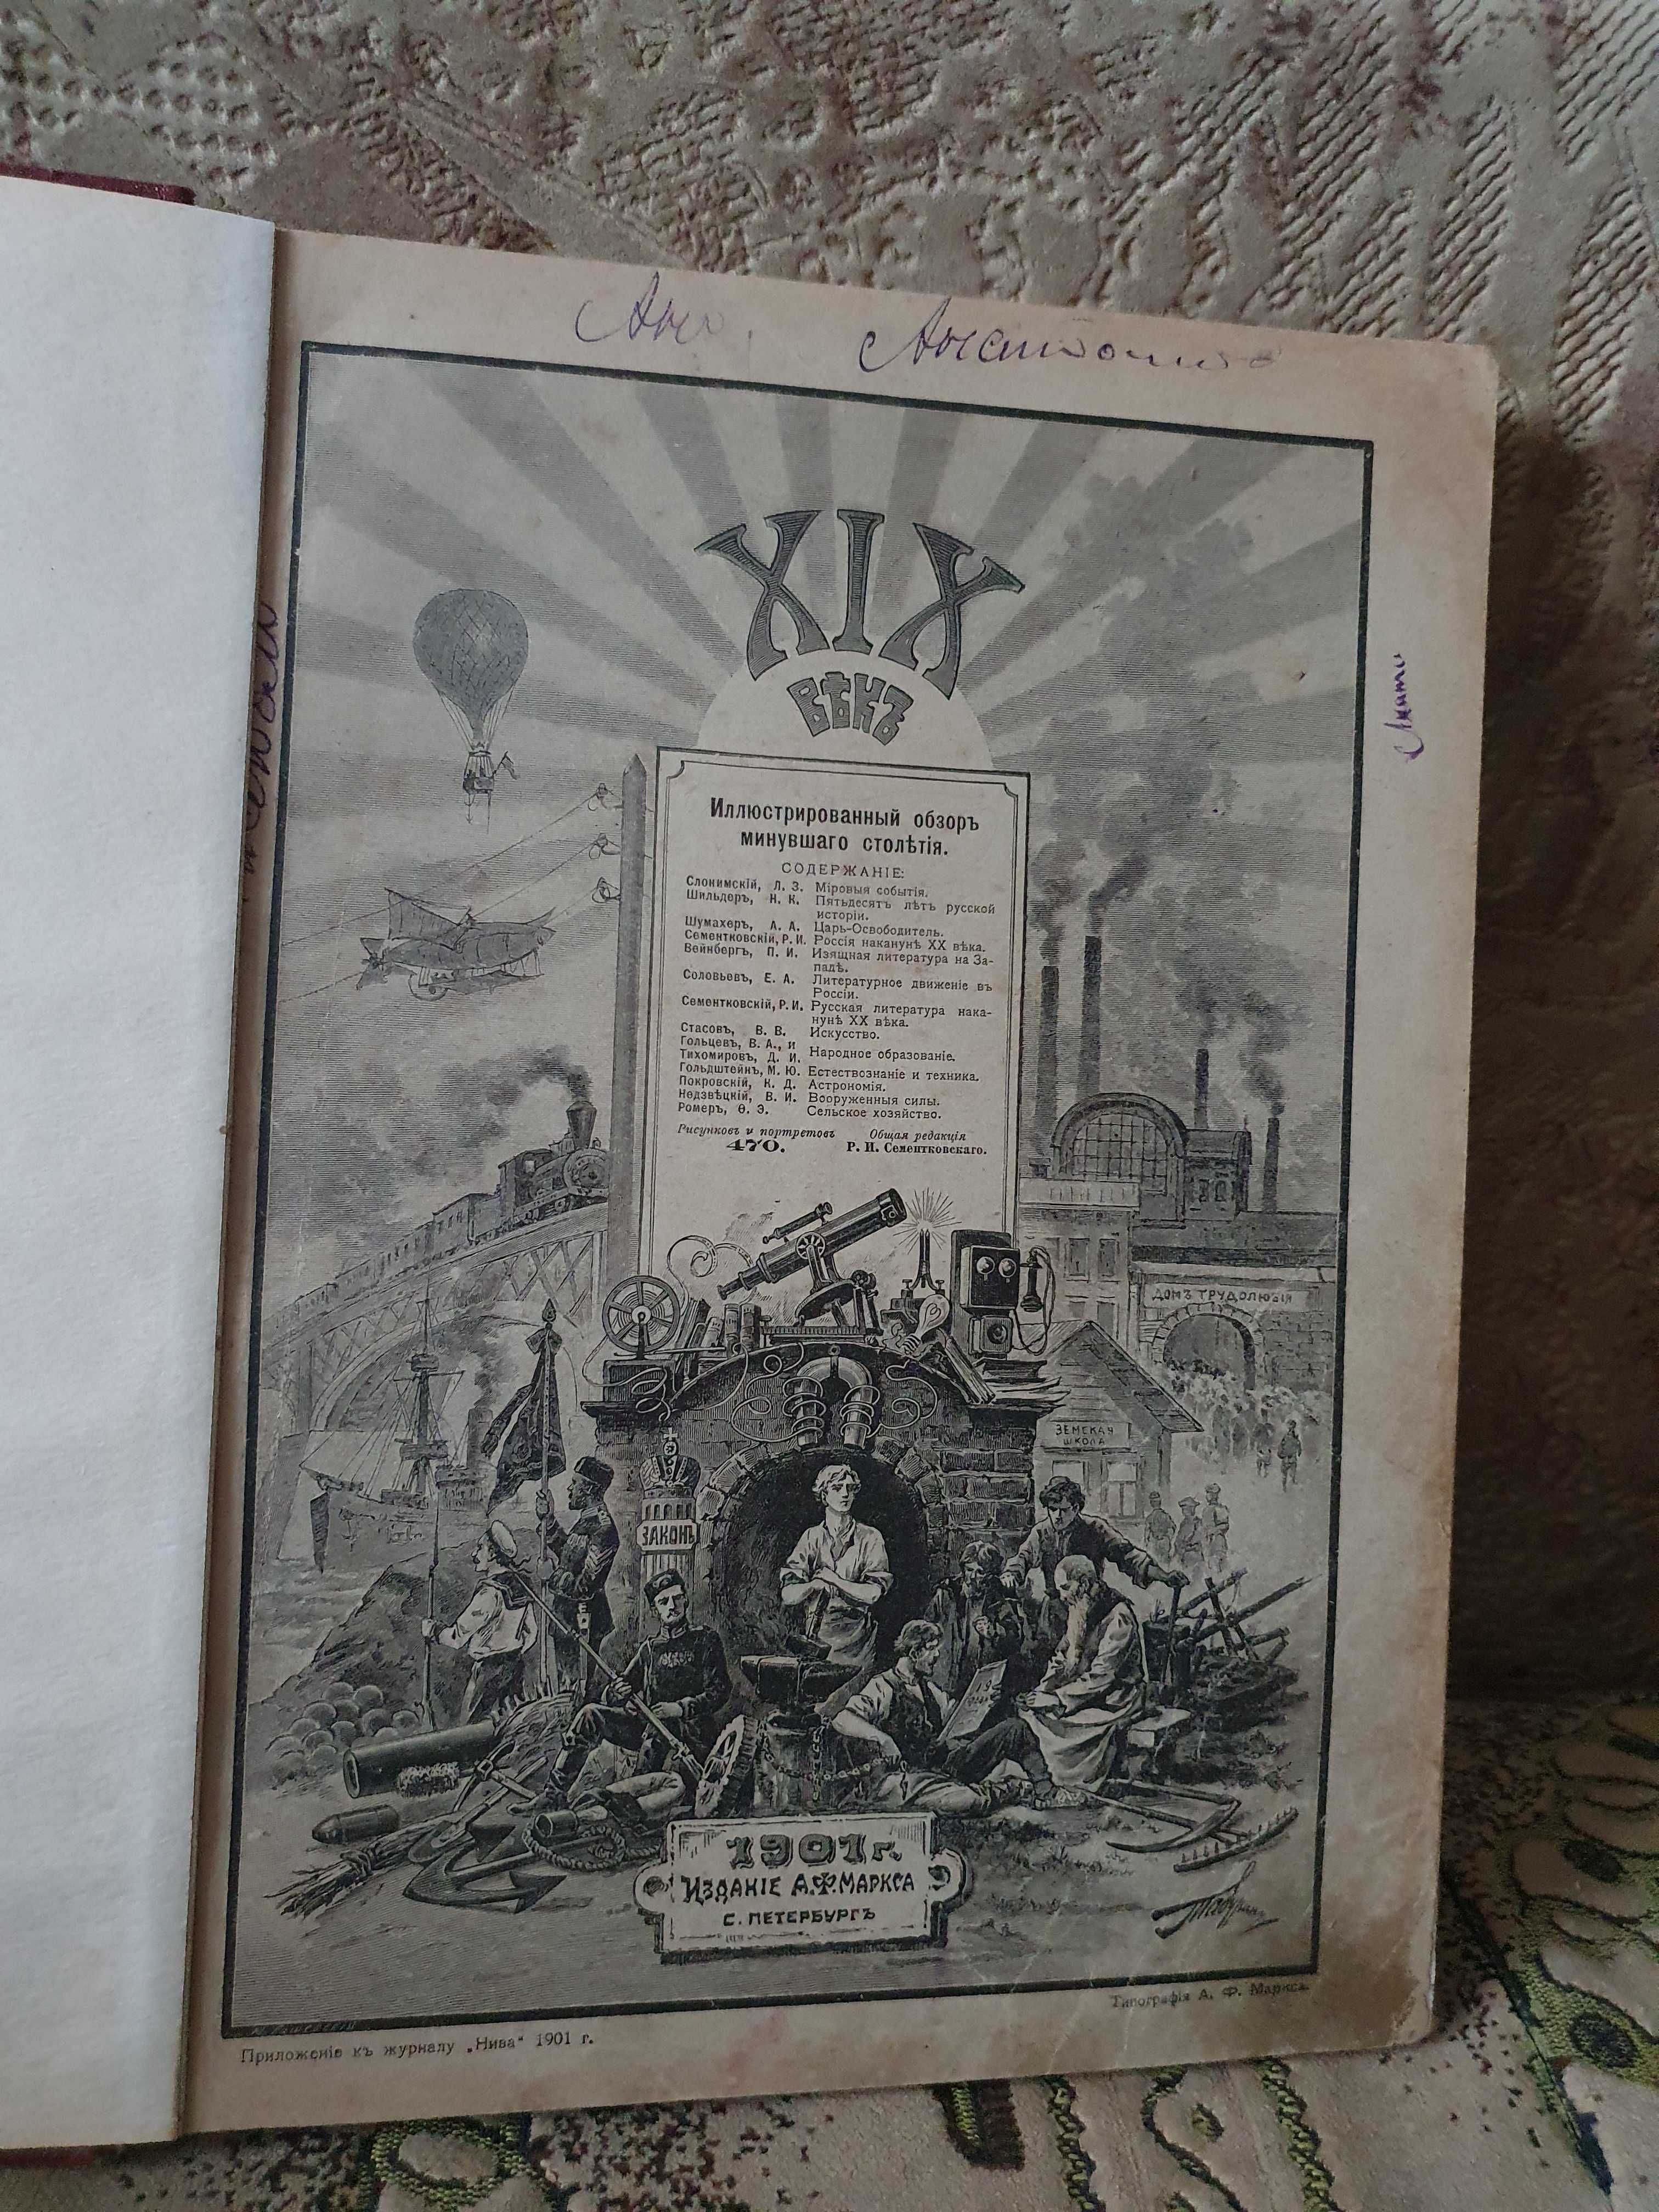 XIX
ВѢКЪ
Иллюстрированный обзоръ
минувшаго столѣтія.
СОДЕРЖАНІЕ:
Слонимскій, Л. З. Міровыя событія.
Шильдеръ, Н. К. Пятьдесятъ лѣтъ русской
исторіи.
Шумахеръ, А. А. Царь-Освободитель.
Сементковскій, Р. И. Россія наканунѣ XX вѣка.
Вейнбергъ, П. И. Изящная литература на За-
падѣ.
Соловьевъ, Е. А. Литературное движеніе въ
Россіи.
Сементковскій, Р. И. Русская литература нака-
нунѣ XX вѣка.
Стасовъ, В. В. Искусство.
Гольцевъ, В. А., и
Тихомировъ, Д. И. Народное образованіе.
Гольдштейнъ, М. Ю. Естествознаніе и техника.
Покровскій, К. Д. Астрономія.
Недзвѣцкій, В. И. Вооруженныя силы.
Ромеръ, Ѳ. Э. Сельское хозяйство.
Рисунковъ и портретовъ Общая редакція
470. Р. И. Сементковскаго.
ДОМЪ ТРУДОЛЮБІЯ
ЗЕМСКАЯ
ШКОЛА
ЗАКОНЪ
19
1901 г.
ИЗДАНІЕ А. Ф. МАРКСА
С. ПЕТЕРБУРГЪ
Типографія А. Ф. Маркса.
Приложеніе къ журналу „Нива“ 1901 г.